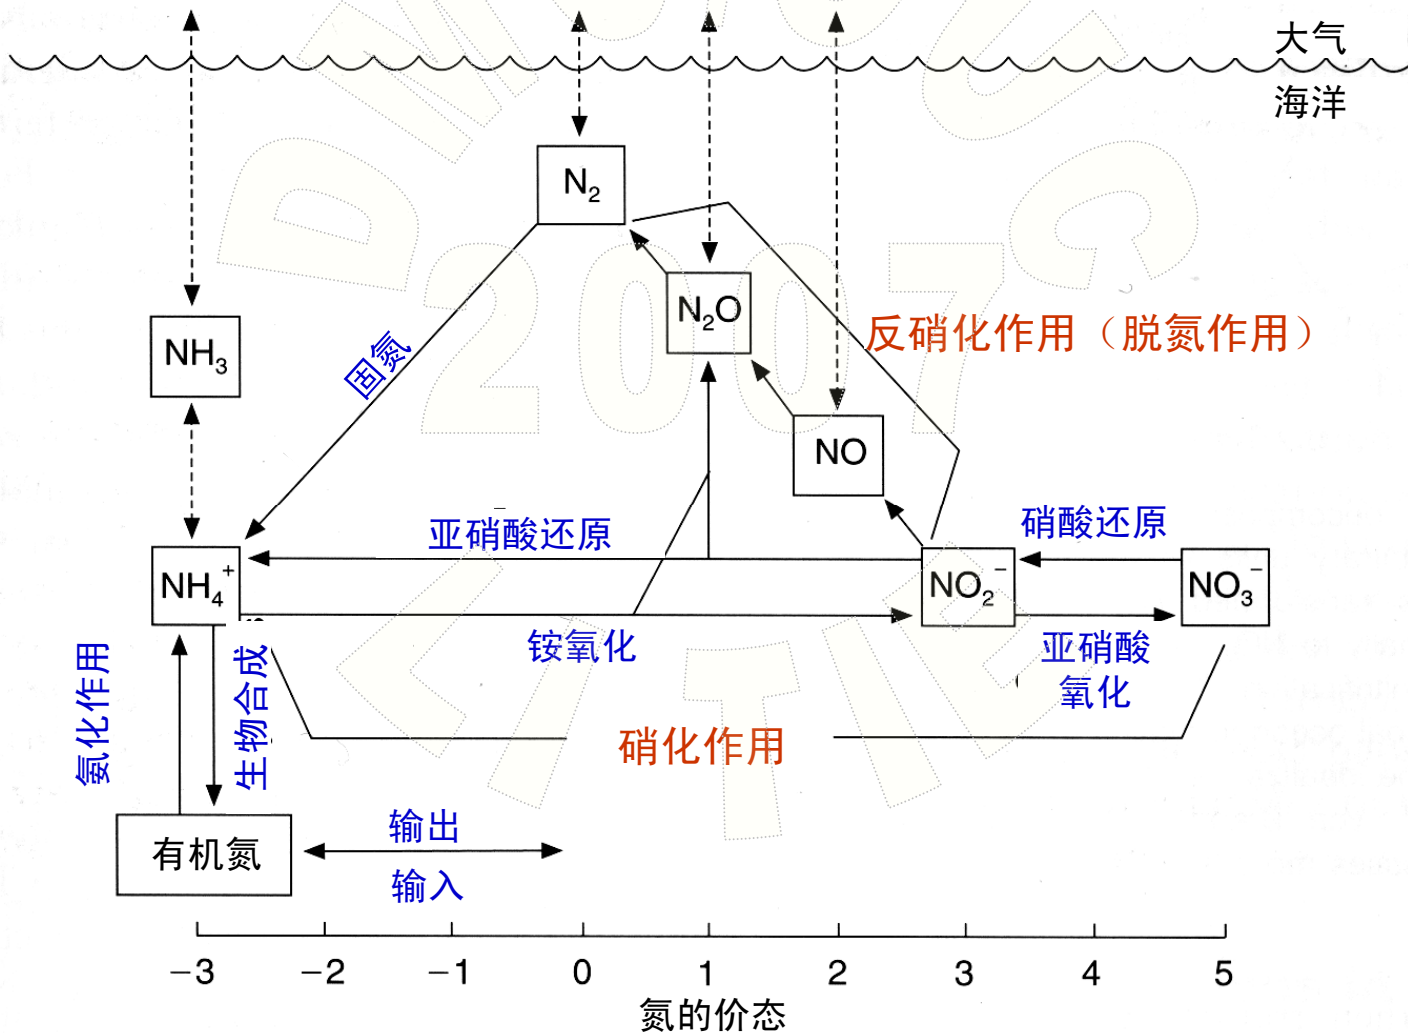 大气
海洋
N2
N2O
反硝化作用（脱氮作用）
NH3
固氮
NO
亚硝酸还原
硝酸还原
NH4+
NO2−
NO3−
铵氧化
亚硝酸
氧化
氨化作用
生物合成
硝化作用
输出
有机氮
输入
−3 −2 −1 0 1 2 3 4 5
氮的价态
2007